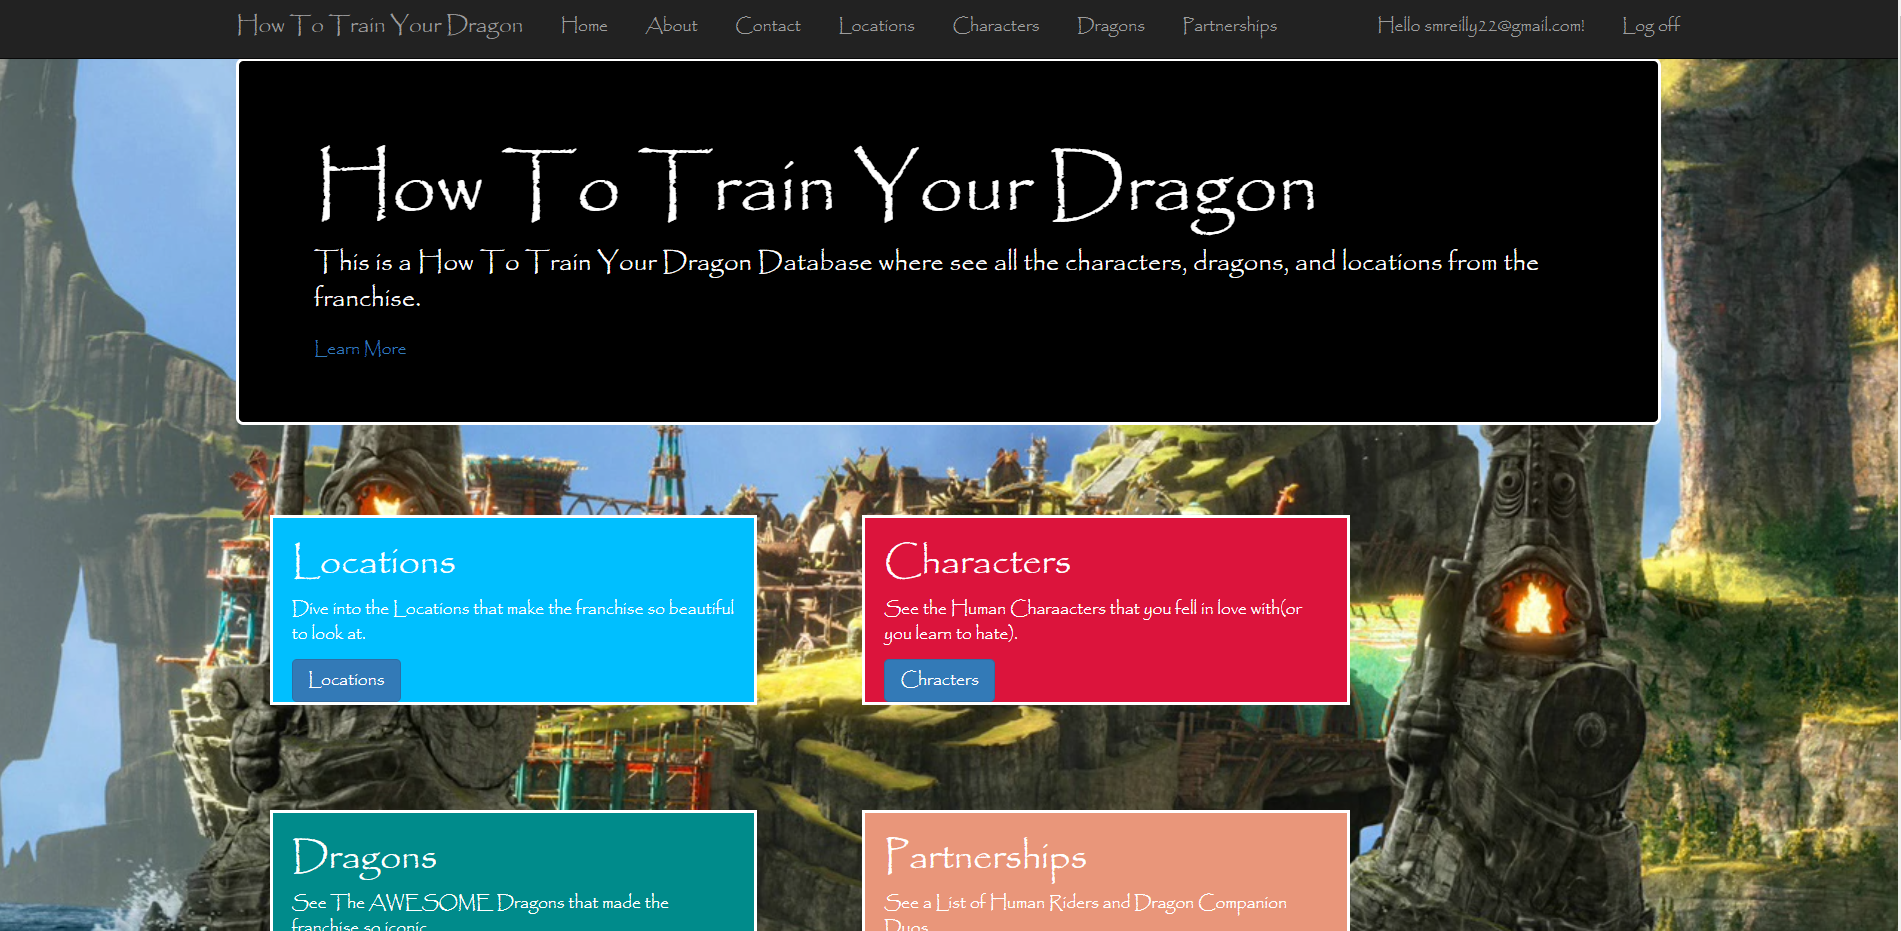 How To Train Your Dragon Home About Contact Locations Characters Dragons Partnerships Hello smreilly22@gmail.com! Log off
How To Train Your Dragon
This is a How To Train Your Dragon Database where see all the characters, dragons, and locations from the
franchise.
Learn More
Locations
Dive into the Locations that make the franchise so beautiful
to look at.
Locations
Characters
See the Human Charaacters that you fell in love with(or
you learn to hate).
Chracters
Dragons
See The AWESOME Dragons that made the
franchise so iconic
Partnerships
See a List of Human Riders and Dragon Companion
Duos